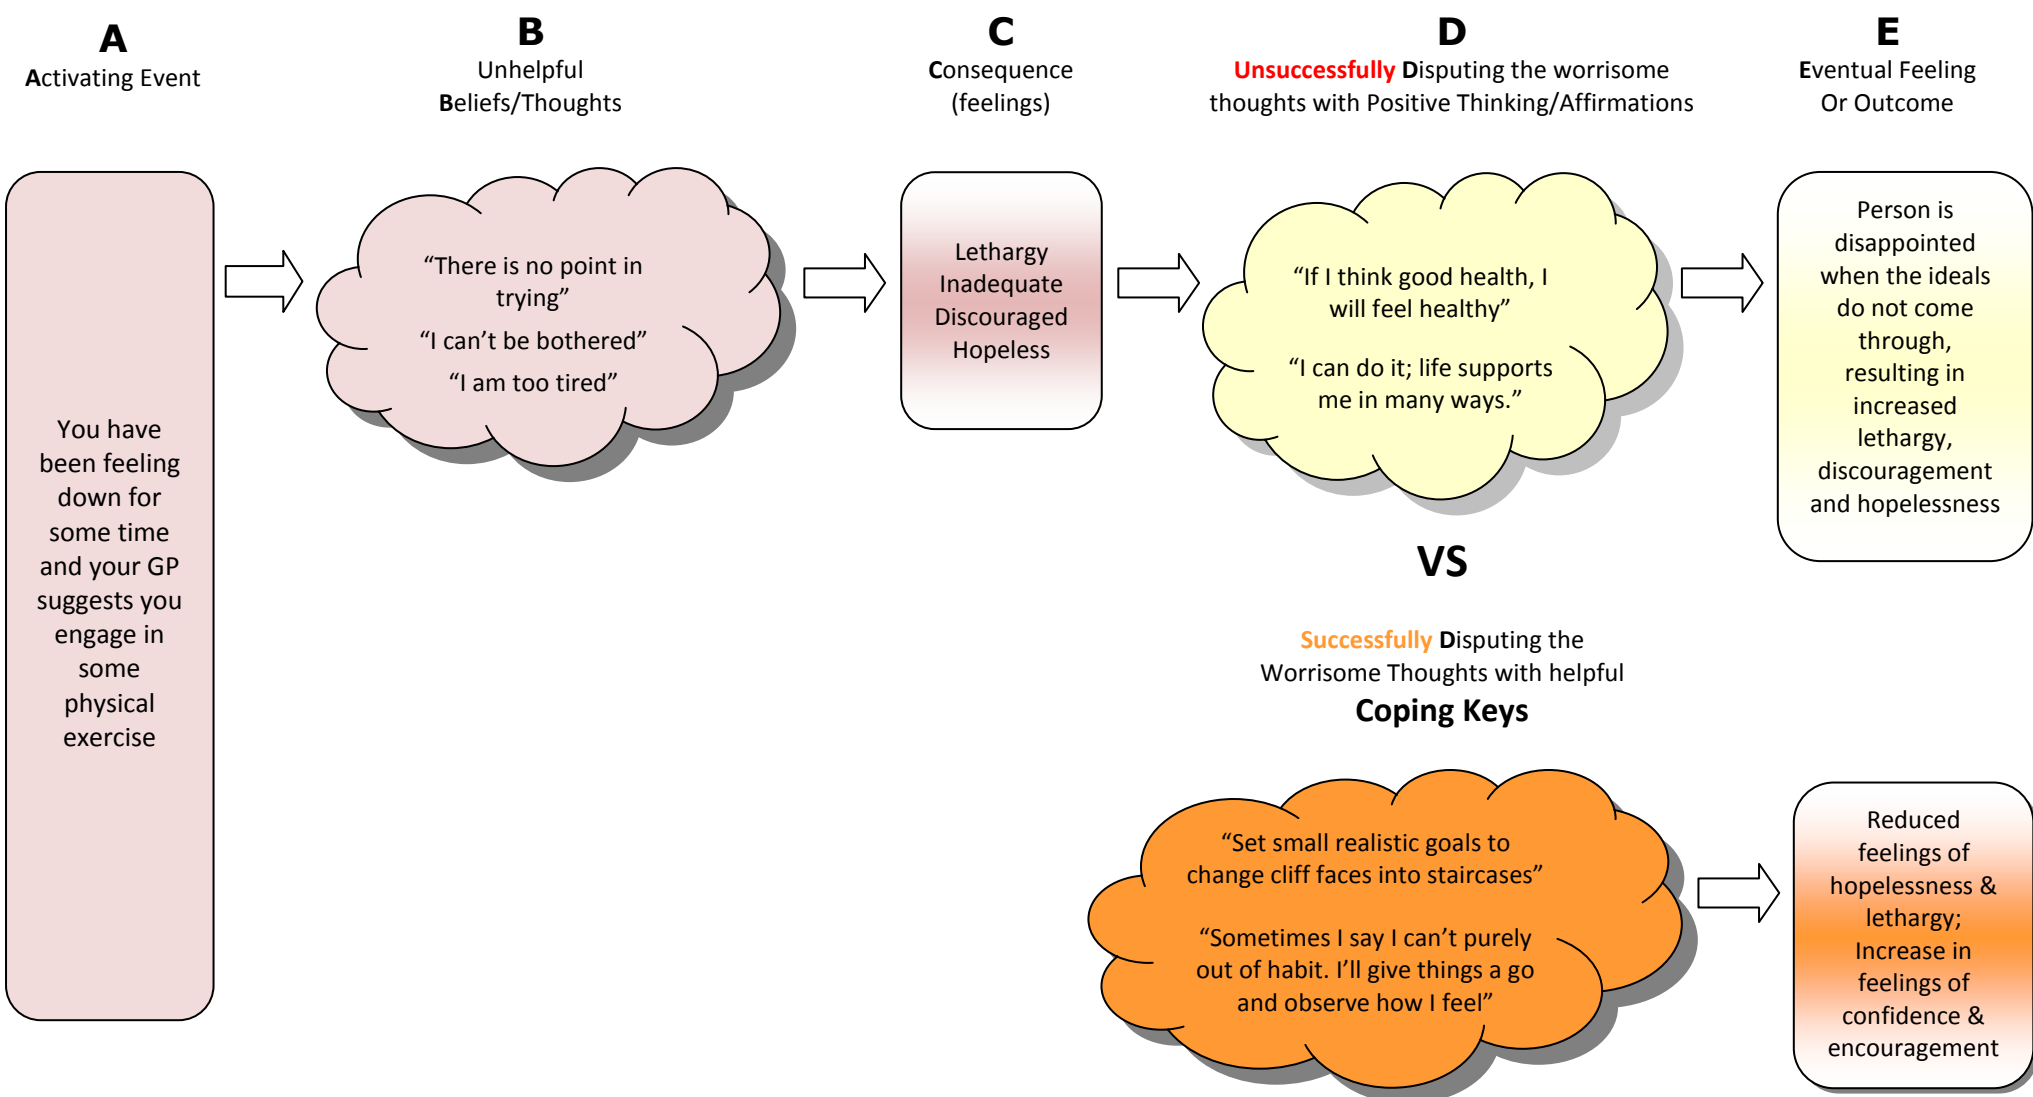 A
Activating Event
B
Unhelpful
Beliefs/Thoughts
C
Consequence
(feelings)
D
Unsuccessfully Disputing the worrisome
thoughts with Positive Thinking/Affirmations
E
Eventual Feeling
Or Outcome
You have
been feeling
down for
some time
and your GP
suggests you
engage in
some
physical
exercise
“There is no point in
trying”
“I can’t be bothered”
“I am too tired”
Lethargy
Inadequate
Discouraged
Hopeless
“If I think good health, I
will feel healthy”
“I can do it; life supports
me in many ways.”
Person is
disappointed
when the ideals
do not come
through,
resulting in
increased
lethargy,
discouragement
and hopelessness
VS
Successfully Disputing the
Worrisome Thoughts with helpful
Coping Keys
“Set small realistic goals to
change cliff faces into staircases”
“Sometimes I say I can’t purely
out of habit. I’ll give things a go
and observe how I feel”
Reduced
feelings of
hopelessness &
lethargy;
Increase in
feelings of
confidence &
encouragement